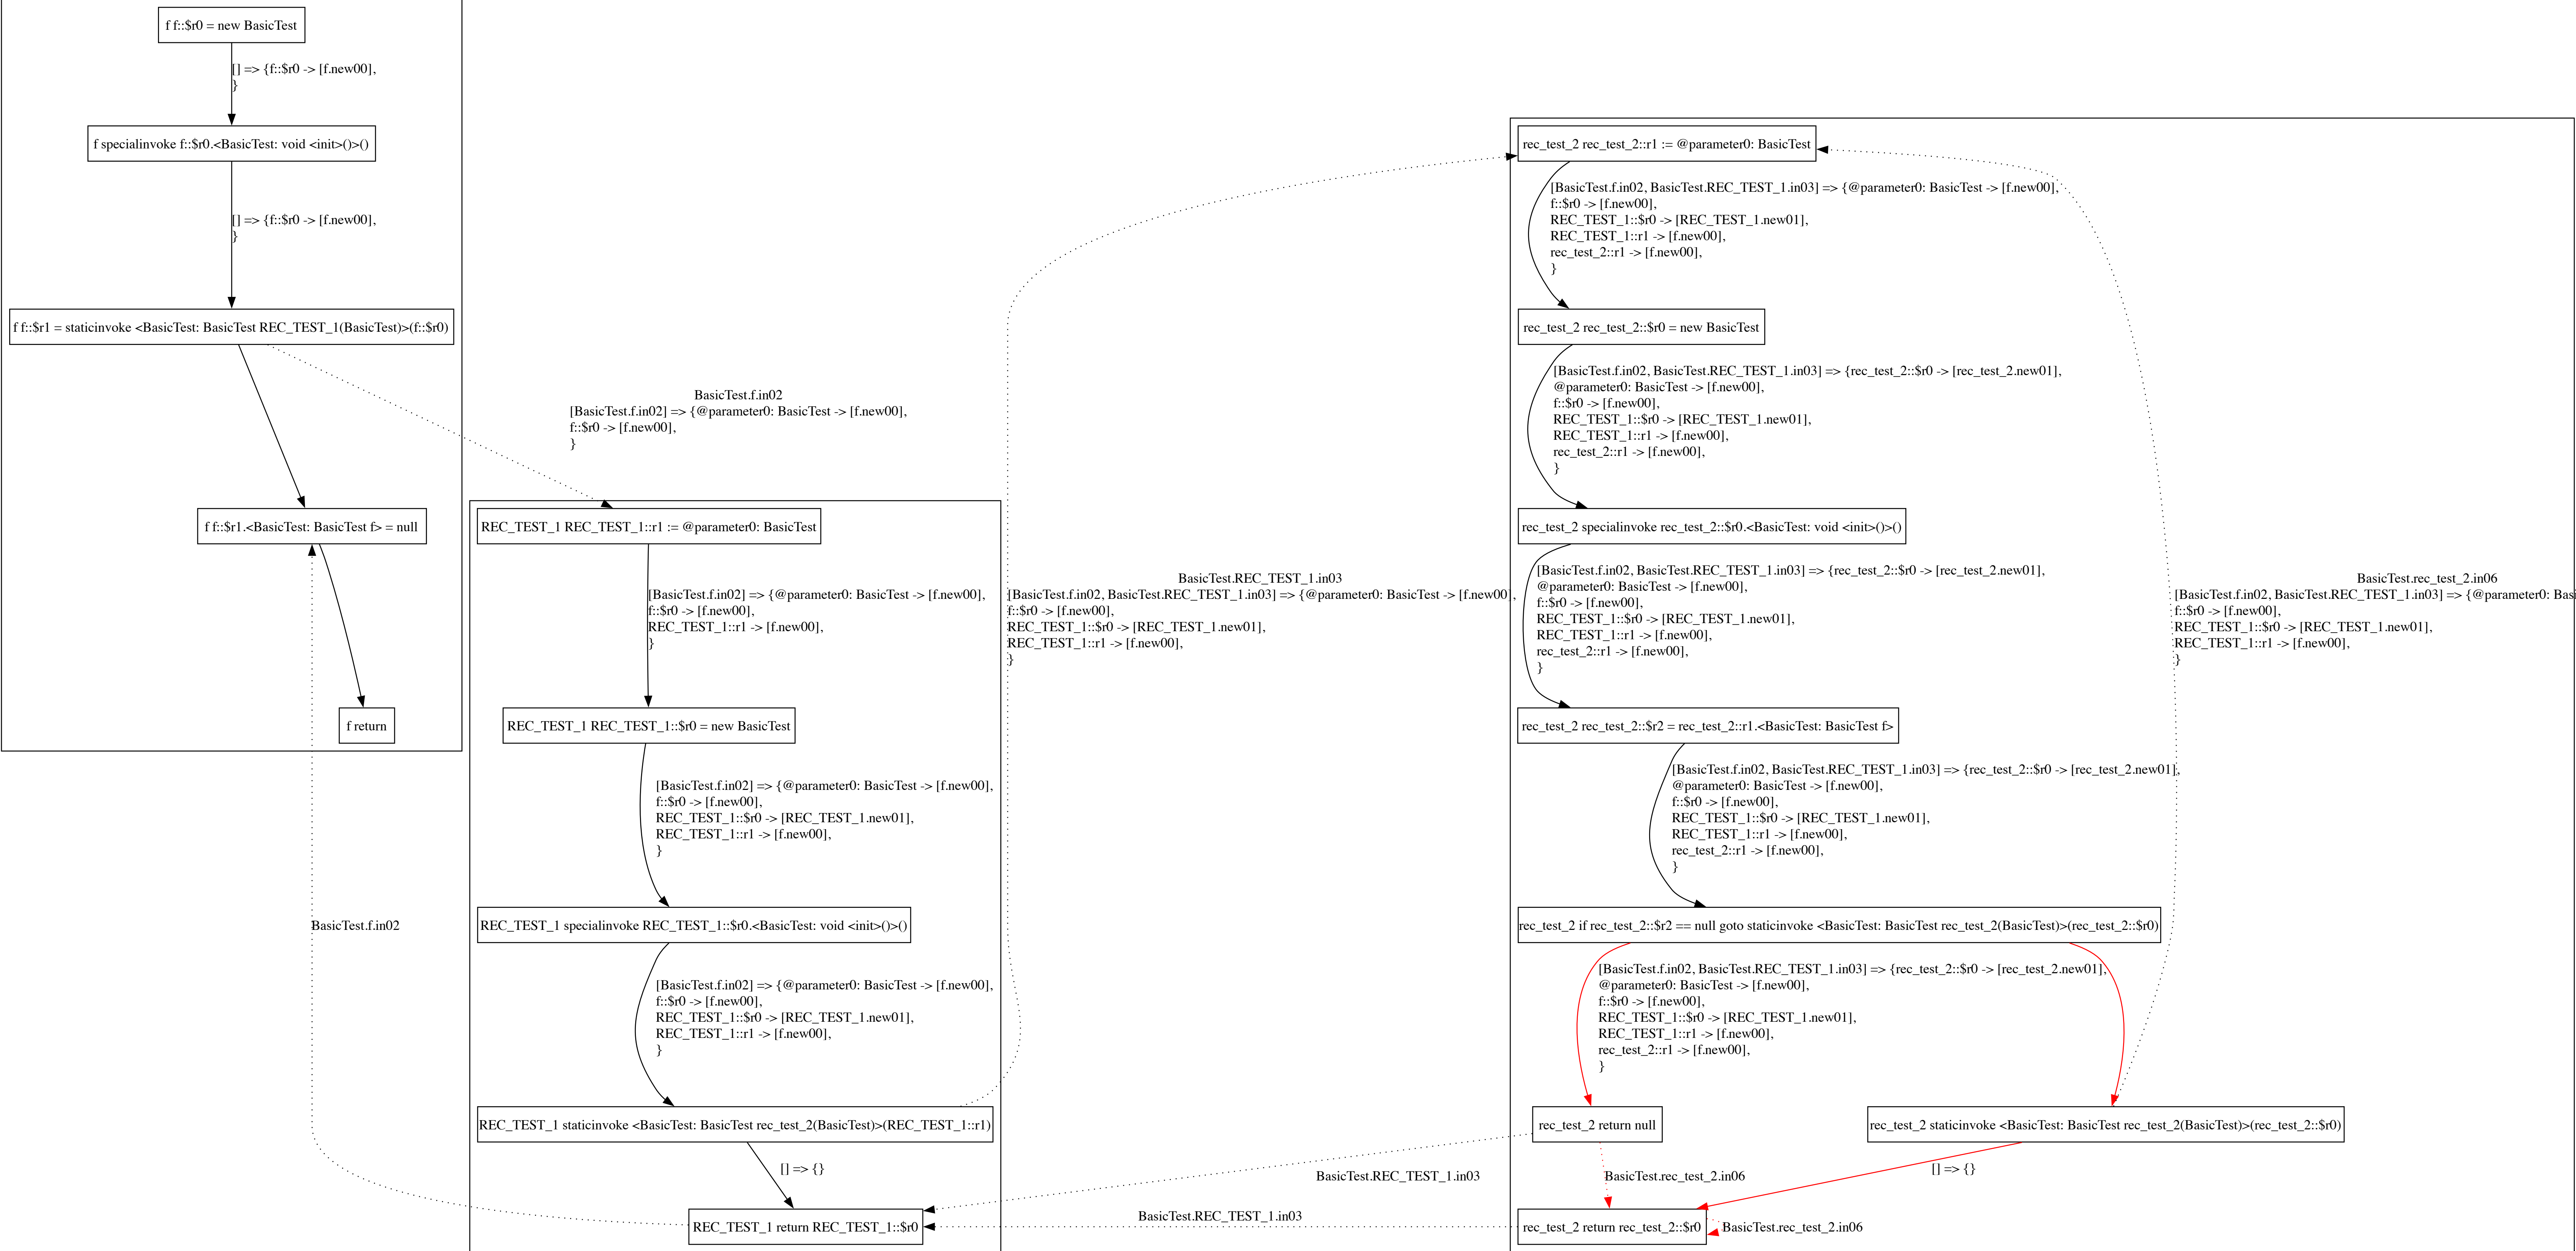 f f::$r0 = new BasicTest
[] => {f::$r0 -> [f.new00],
}
f specialinvoke f::$r0.<BasicTest: void <init>()>()
[] => {f::$r0 -> [f.new00],
}
f f::$r1 = staticinvoke <BasicTest: BasicTest REC_TEST_1(BasicTest)>(f::$r0)
f f::$r1.<BasicTest: BasicTest f> = null
f return
BasicTest.f.in02
BasicTest.f.in02
[BasicTest.f.in02] => {@parameter0: BasicTest -> [f.new00],
f::$r0 -> [f.new00],
}
REC_TEST_1 REC_TEST_1::r1 := @parameter0: BasicTest
[BasicTest.f.in02] => {@parameter0: BasicTest -> [f.new00],
f::$r0 -> [f.new00],
REC_TEST_1::r1 -> [f.new00],
}
REC_TEST_1 REC_TEST_1::$r0 = new BasicTest
[BasicTest.f.in02] => {@parameter0: BasicTest -> [f.new00],
f::$r0 -> [f.new00],
REC_TEST_1::$r0 -> [REC_TEST_1.new01],
REC_TEST_1::r1 -> [f.new00],
}
REC_TEST_1 specialinvoke REC_TEST_1::$r0.<BasicTest: void <init>()>()
[BasicTest.f.in02] => {@parameter0: BasicTest -> [f.new00],
f::$r0 -> [f.new00],
REC_TEST_1::$r0 -> [REC_TEST_1.new01],
REC_TEST_1::r1 -> [f.new00],
}
REC_TEST_1 staticinvoke <BasicTest: BasicTest rec_test_2(BasicTest)>(REC_TEST_1::r1)
[] => {}
REC_TEST_1 return REC_TEST_1::$r0
BasicTest.REC_TEST_1.in03
[BasicTest.f.in02, BasicTest.REC_TEST_1.in03] => {@parameter0: BasicTest -> [f.new00],
f::$r0 -> [f.new00],
REC_TEST_1::$r0 -> [REC_TEST_1.new01],
REC_TEST_1::r1 -> [f.new00],
}
BasicTest.REC_TEST_1.in03
BasicTest.REC_TEST_1.in03
rec_test_2 rec_test_2::r1 := @parameter0: BasicTest
[BasicTest.f.in02, BasicTest.REC_TEST_1.in03] => {@parameter0: BasicTest -> [f.new00],
f::$r0 -> [f.new00],
REC_TEST_1::$r0 -> [REC_TEST_1.new01],
REC_TEST_1::r1 -> [f.new00],
rec_test_2::r1 -> [f.new00],
}
rec_test_2 rec_test_2::$r0 = new BasicTest
[BasicTest.f.in02, BasicTest.REC_TEST_1.in03] => {rec_test_2::$r0 -> [rec_test_2.new01],
@parameter0: BasicTest -> [f.new00],
f::$r0 -> [f.new00],
REC_TEST_1::$r0 -> [REC_TEST_1.new01],
REC_TEST_1::r1 -> [f.new00],
rec_test_2::r1 -> [f.new00],
}
rec_test_2 specialinvoke rec_test_2::$r0.<BasicTest: void <init>()>()
[BasicTest.f.in02, BasicTest.REC_TEST_1.in03] => {rec_test_2::$r0 -> [rec_test_2.new01],
@parameter0: BasicTest -> [f.new00],
f::$r0 -> [f.new00],
REC_TEST_1::$r0 -> [REC_TEST_1.new01],
REC_TEST_1::r1 -> [f.new00],
rec_test_2::r1 -> [f.new00],
}
rec_test_2 rec_test_2::$r2 = rec_test_2::r1.<BasicTest: BasicTest f>
[BasicTest.f.in02, BasicTest.REC_TEST_1.in03] => {rec_test_2::$r0 -> [rec_test_2.new01],
@parameter0: BasicTest -> [f.new00],
f::$r0 -> [f.new00],
REC_TEST_1::$r0 -> [REC_TEST_1.new01],
REC_TEST_1::r1 -> [f.new00],
rec_test_2::r1 -> [f.new00],
}
rec_test_2 if rec_test_2::$r2 == null goto staticinvoke <BasicTest: BasicTest rec_test_2(BasicTest)>(rec_test_2::$r0)
[BasicTest.f.in02, BasicTest.REC_TEST_1.in03] => {rec_test_2::$r0 -> [rec_test_2.new01],
@parameter0: BasicTest -> [f.new00],
f::$r0 -> [f.new00],
REC_TEST_1::$r0 -> [REC_TEST_1.new01],
REC_TEST_1::r1 -> [f.new00],
rec_test_2::r1 -> [f.new00],
}
rec_test_2 return null
rec_test_2 staticinvoke <BasicTest: BasicTest rec_test_2(BasicTest)>(rec_test_2::$r0)
BasicTest.rec_test_2.in06
[] => {}
rec_test_2 return rec_test_2::$r0
BasicTest.rec_test_2.in06
BasicTest.rec_test_2.in06
[BasicTest.f.in02, BasicTest.REC_TEST_1.in03] => {@parameter0: Bas
f::$r0 -> [f.new00],
REC_TEST_1::$r0 -> [REC_TEST_1.new01],
REC_TEST_1::r1 -> [f.new00],
}